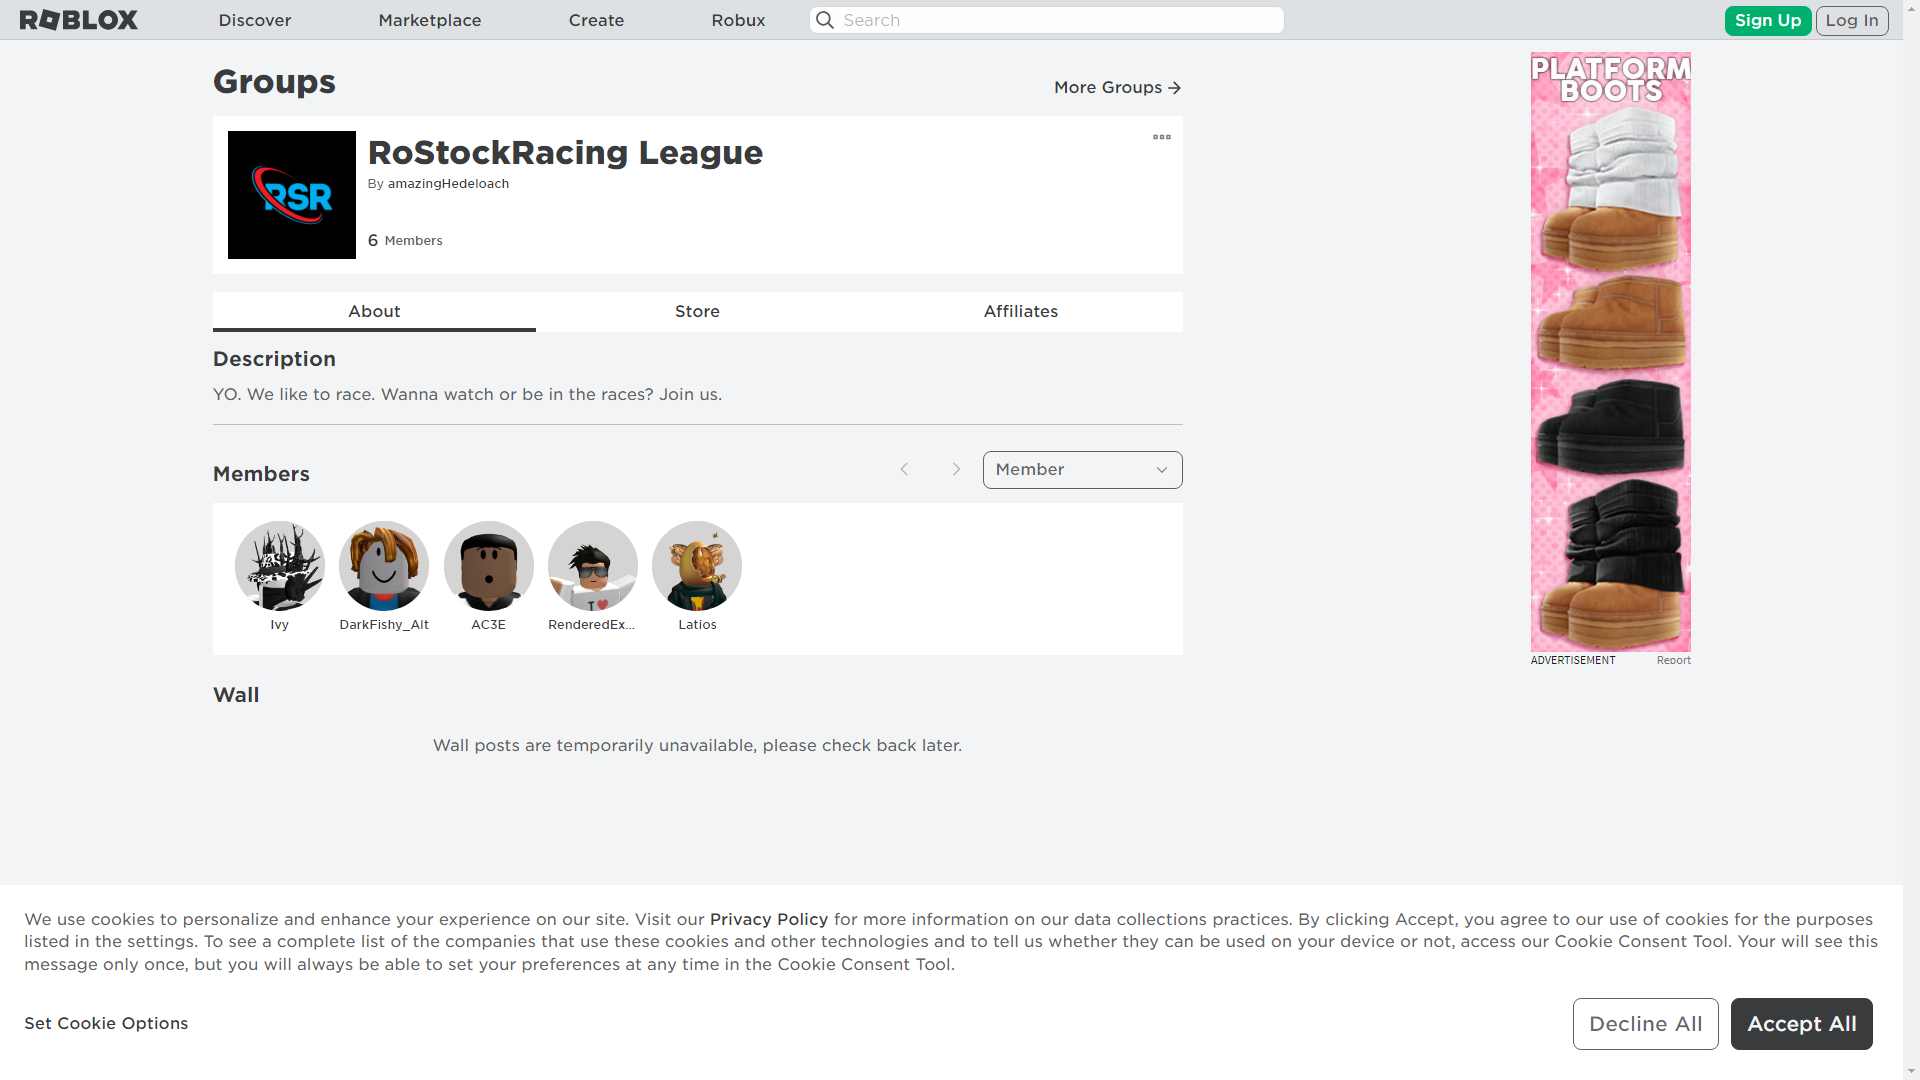 ROBLOX
Discover
Marketplace
Create
Robux
Search
Sign Up
Log In
Groups
More Groups
RSR
RoStockRacing League
By amazingHedeloach
6 Members
About
Store
Affiliates
Description
YO. We like to race. Wanna watch or be in the races? Join us.
Members
Member
Ivy
DarkFishy_Alt
AC3E
RenderedEx...
Latios
I ♥
Wall
Wall posts are temporarily unavailable, please check back later.
PLATFORM
BOOTS
ADVERTISEMENT
Report
We use cookies to personalize and enhance your experience on our site. Visit our Privacy Policy for more information on our data collections practices. By clicking Accept, you agree to our use of cookies for the purposes
listed in the settings. To see a complete list of the companies that use these cookies and other technologies and to tell us whether they can be used on your device or not, access our Cookie Consent Tool. Your will see this
message only once, but you will always be able to set your preferences at any time in the Cookie Consent Tool.
Set Cookie Options
Decline All
Accept All